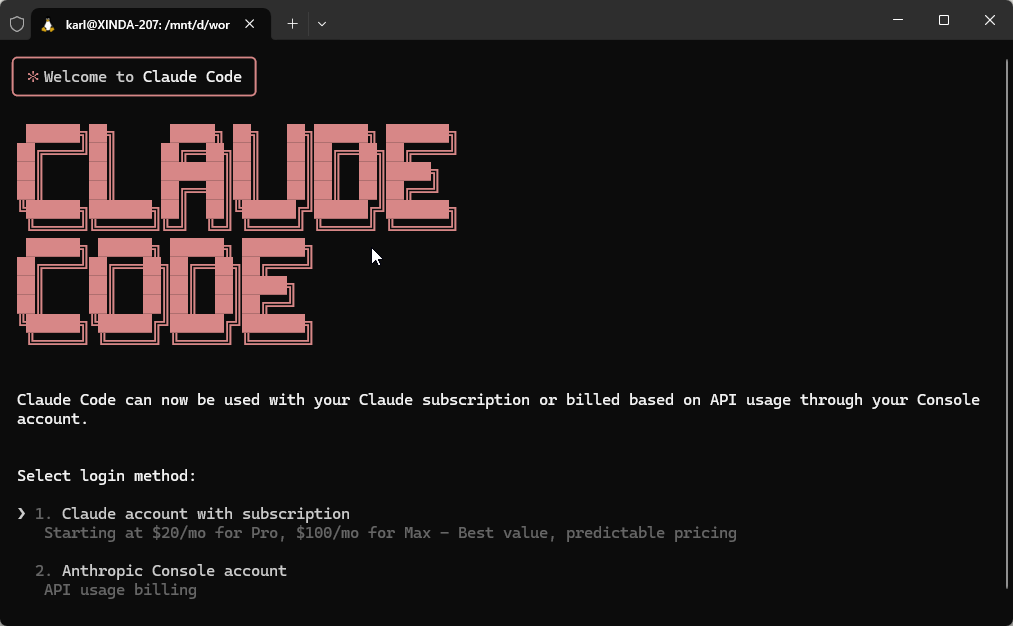 karl@XINDA-207: /mnt/d/wor
✻ Welcome to Claude Code
CLAUDE
CODE
Claude Code can now be used with your Claude subscription or billed based on API usage through your Console
account.
Select login method:
❯ 1. Claude account with subscription
Starting at $20/mo for Pro, $100/mo for Max - Best value, predictable pricing
2. Anthropic Console account
API usage billing